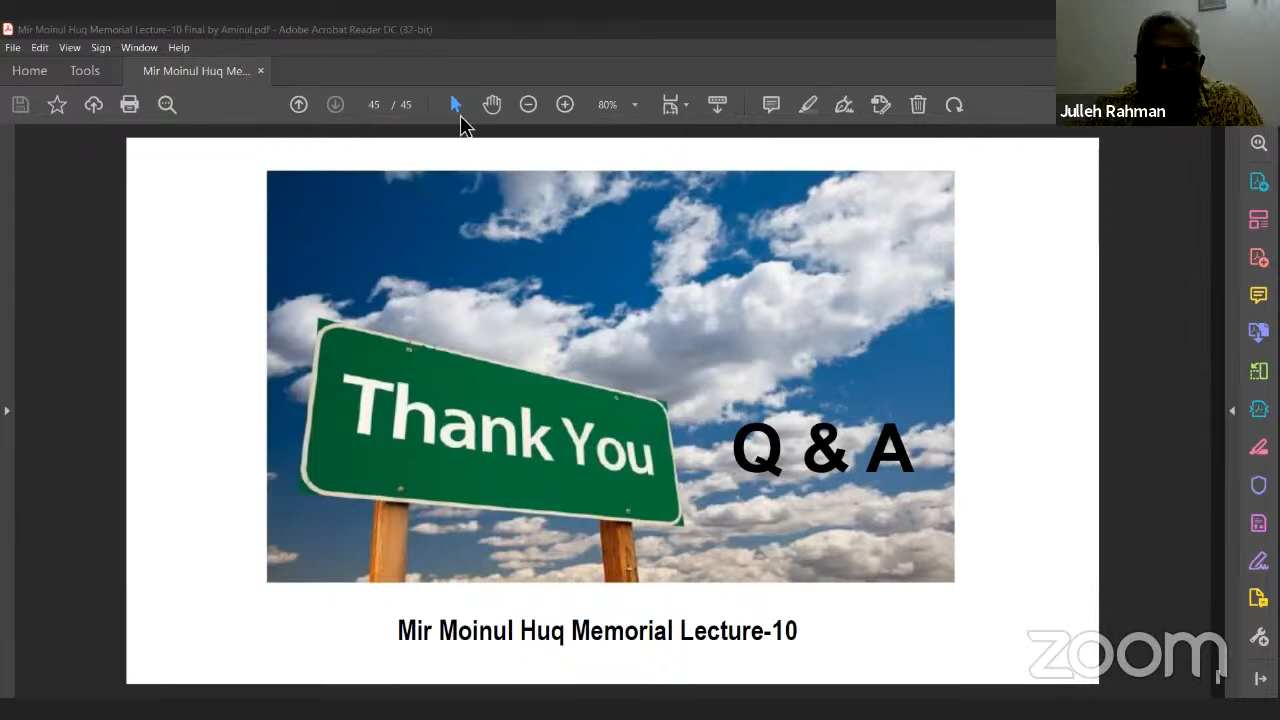 Mir Moinul Huq Memorial Lecture-10 Final by Aminul.pdf - Adobe Acrobat Reader DC (32-bit)
File Edit View Sign Window Help
Home Tools Mir Moinul Huq Me... ×
45 / 45 80%
Julleh Rahman
Thank You
Q & A
Mir Moinul Huq Memorial Lecture-10
zoom